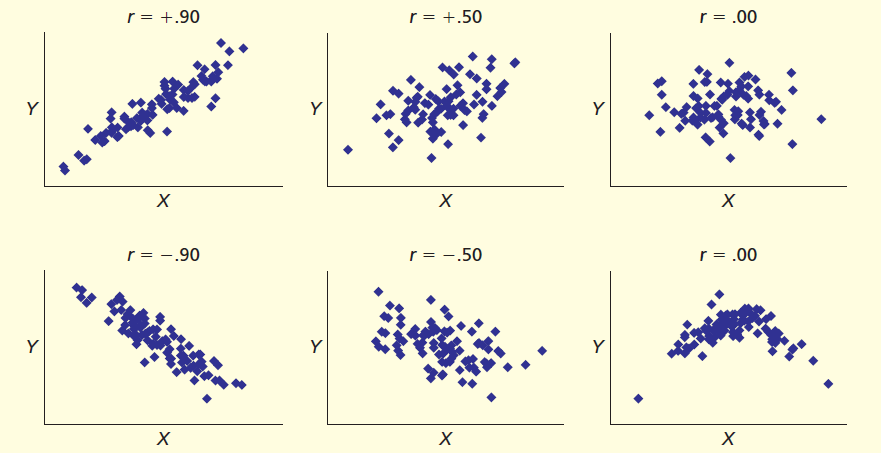 r = +.90
r = +.50
r = .00
Y
Y
Y
X
X
X
r = −.90
r = −.50
r = .00
Y
Y
Y
X
X
X